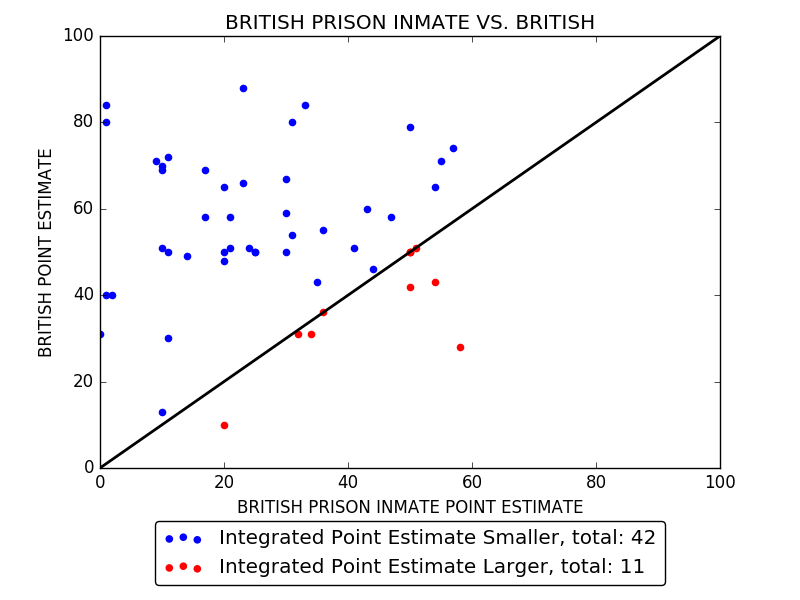 BRITISH PRISON INMATE VS. BRITISH
100
80
60
40
20
0
BRITISH POINT ESTIMATE
0 20 40 60 80 100
BRITISH PRISON INMATE POINT ESTIMATE
Integrated Point Estimate Smaller, total: 42
Integrated Point Estimate Larger, total: 11